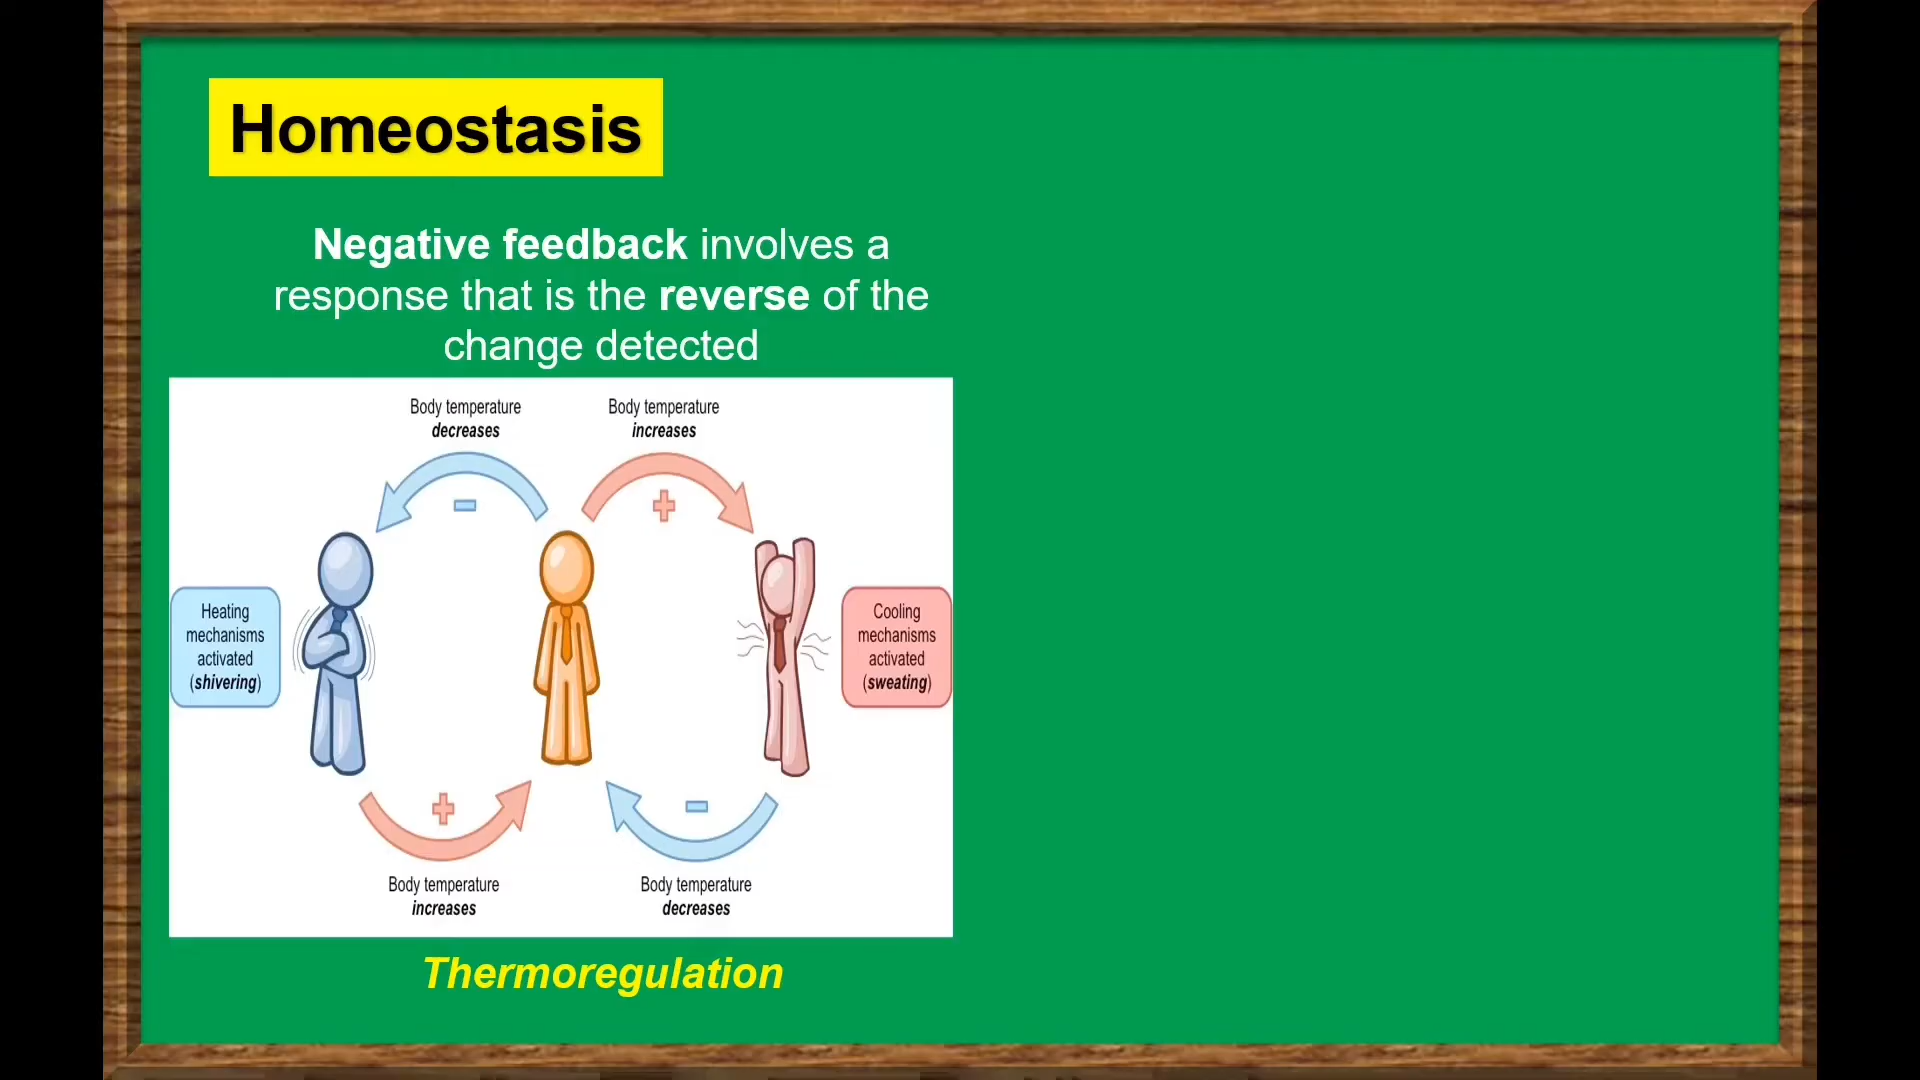 Homeostasis
Negative feedback involves a
response that is the reverse of the
change detected
Body temperature
decreases
Body temperature
increases
Heating
mechanisms
activated
(shivering)
Cooling
mechanisms
activated
(sweating)
Body temperature
increases
Body temperature
decreases
Thermoregulation